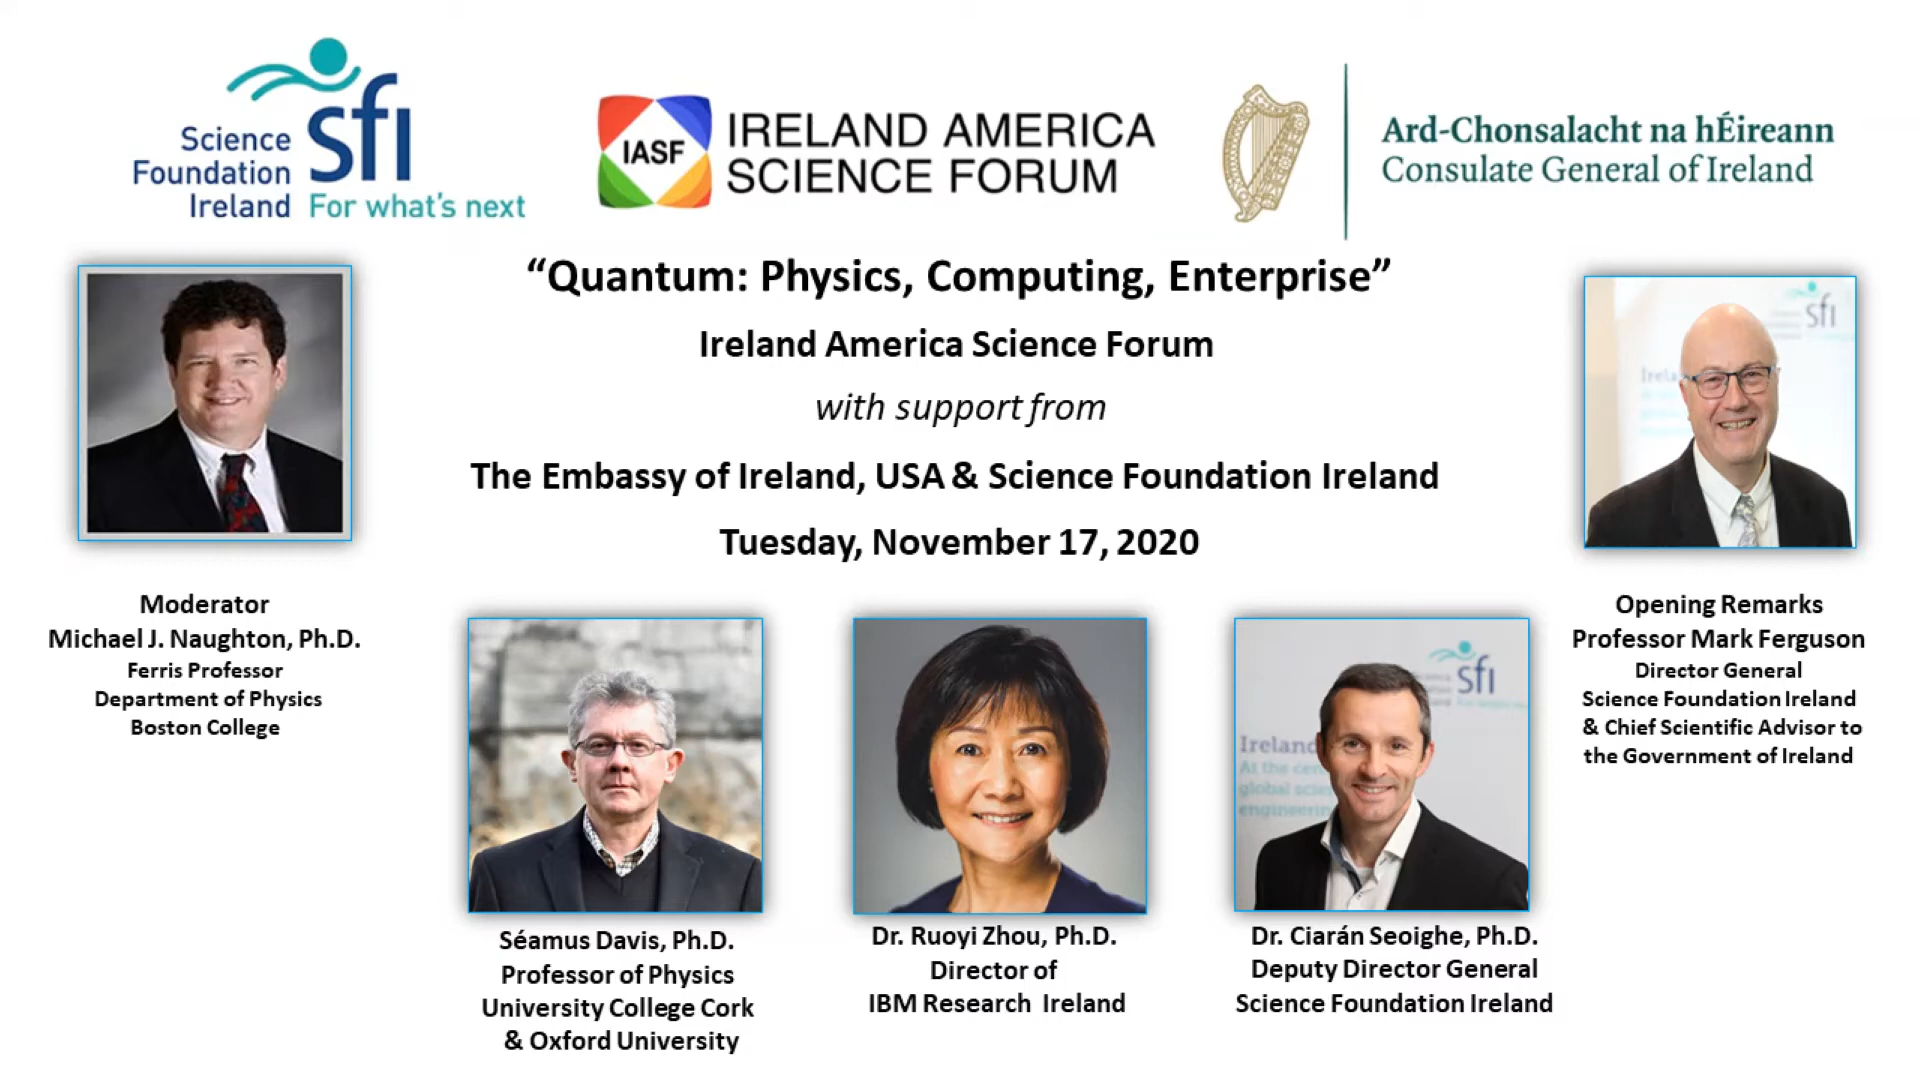 Science
Foundation
Ireland
sfi
For what's next
IASF
IRELAND AMERICA
SCIENCE FORUM
Ard-Chonsalacht na hÉireann
Consulate General of Ireland
“Quantum: Physics, Computing, Enterprise”
Ireland America Science Forum
with support from
The Embassy of Ireland, USA & Science Foundation Ireland
Tuesday, November 17, 2020
Moderator
Michael J. Naughton, Ph.D.
Ferris Professor
Department of Physics
Boston College
sfi
Opening Remarks
Professor Mark Ferguson
Director General
Science Foundation Ireland
& Chief Scientific Advisor to
the Government of Ireland
Séamus Davis, Ph.D.
Professor of Physics
University College Cork
& Oxford University
Dr. Ruoyi Zhou, Ph.D.
Director of
IBM Research Ireland
sfi
Ireland
At the
global
Dr. Ciarán Seoighe, Ph.D.
Deputy Director General
Science Foundation Ireland